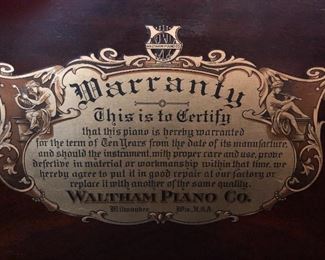 WALTHAM PIANO CO.
Warranty
This is to Certify
that this piano is hereby warranted
for the term of Ten Years from the date of its manufacture,
and should the instrument, with proper care and use, prove
defective in material or workmanship within that time, we
hereby agree to put it in good repair at our factory or
replace it with another of the same quality.
WALTHAM PIANO CO.
Milwaukee Wis., U.S.A.